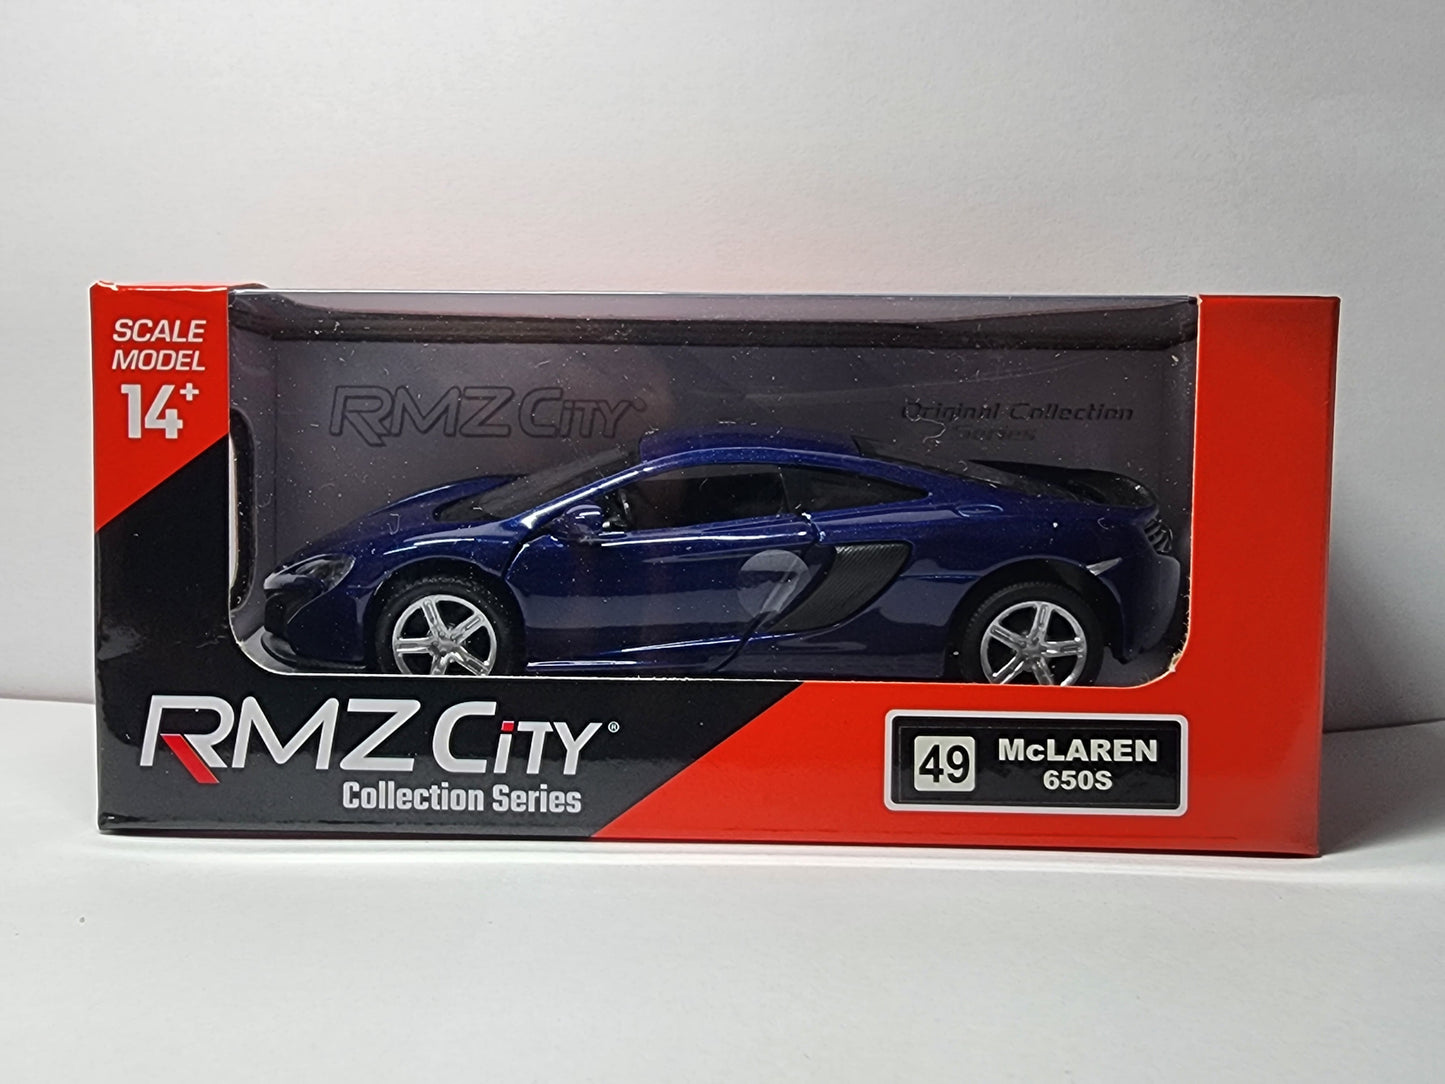 SCALE
MODEL
14+
RMZ CiTY
Original Collection
Series
RMZ CiTY®
Collection Series
49
McLAREN
650S